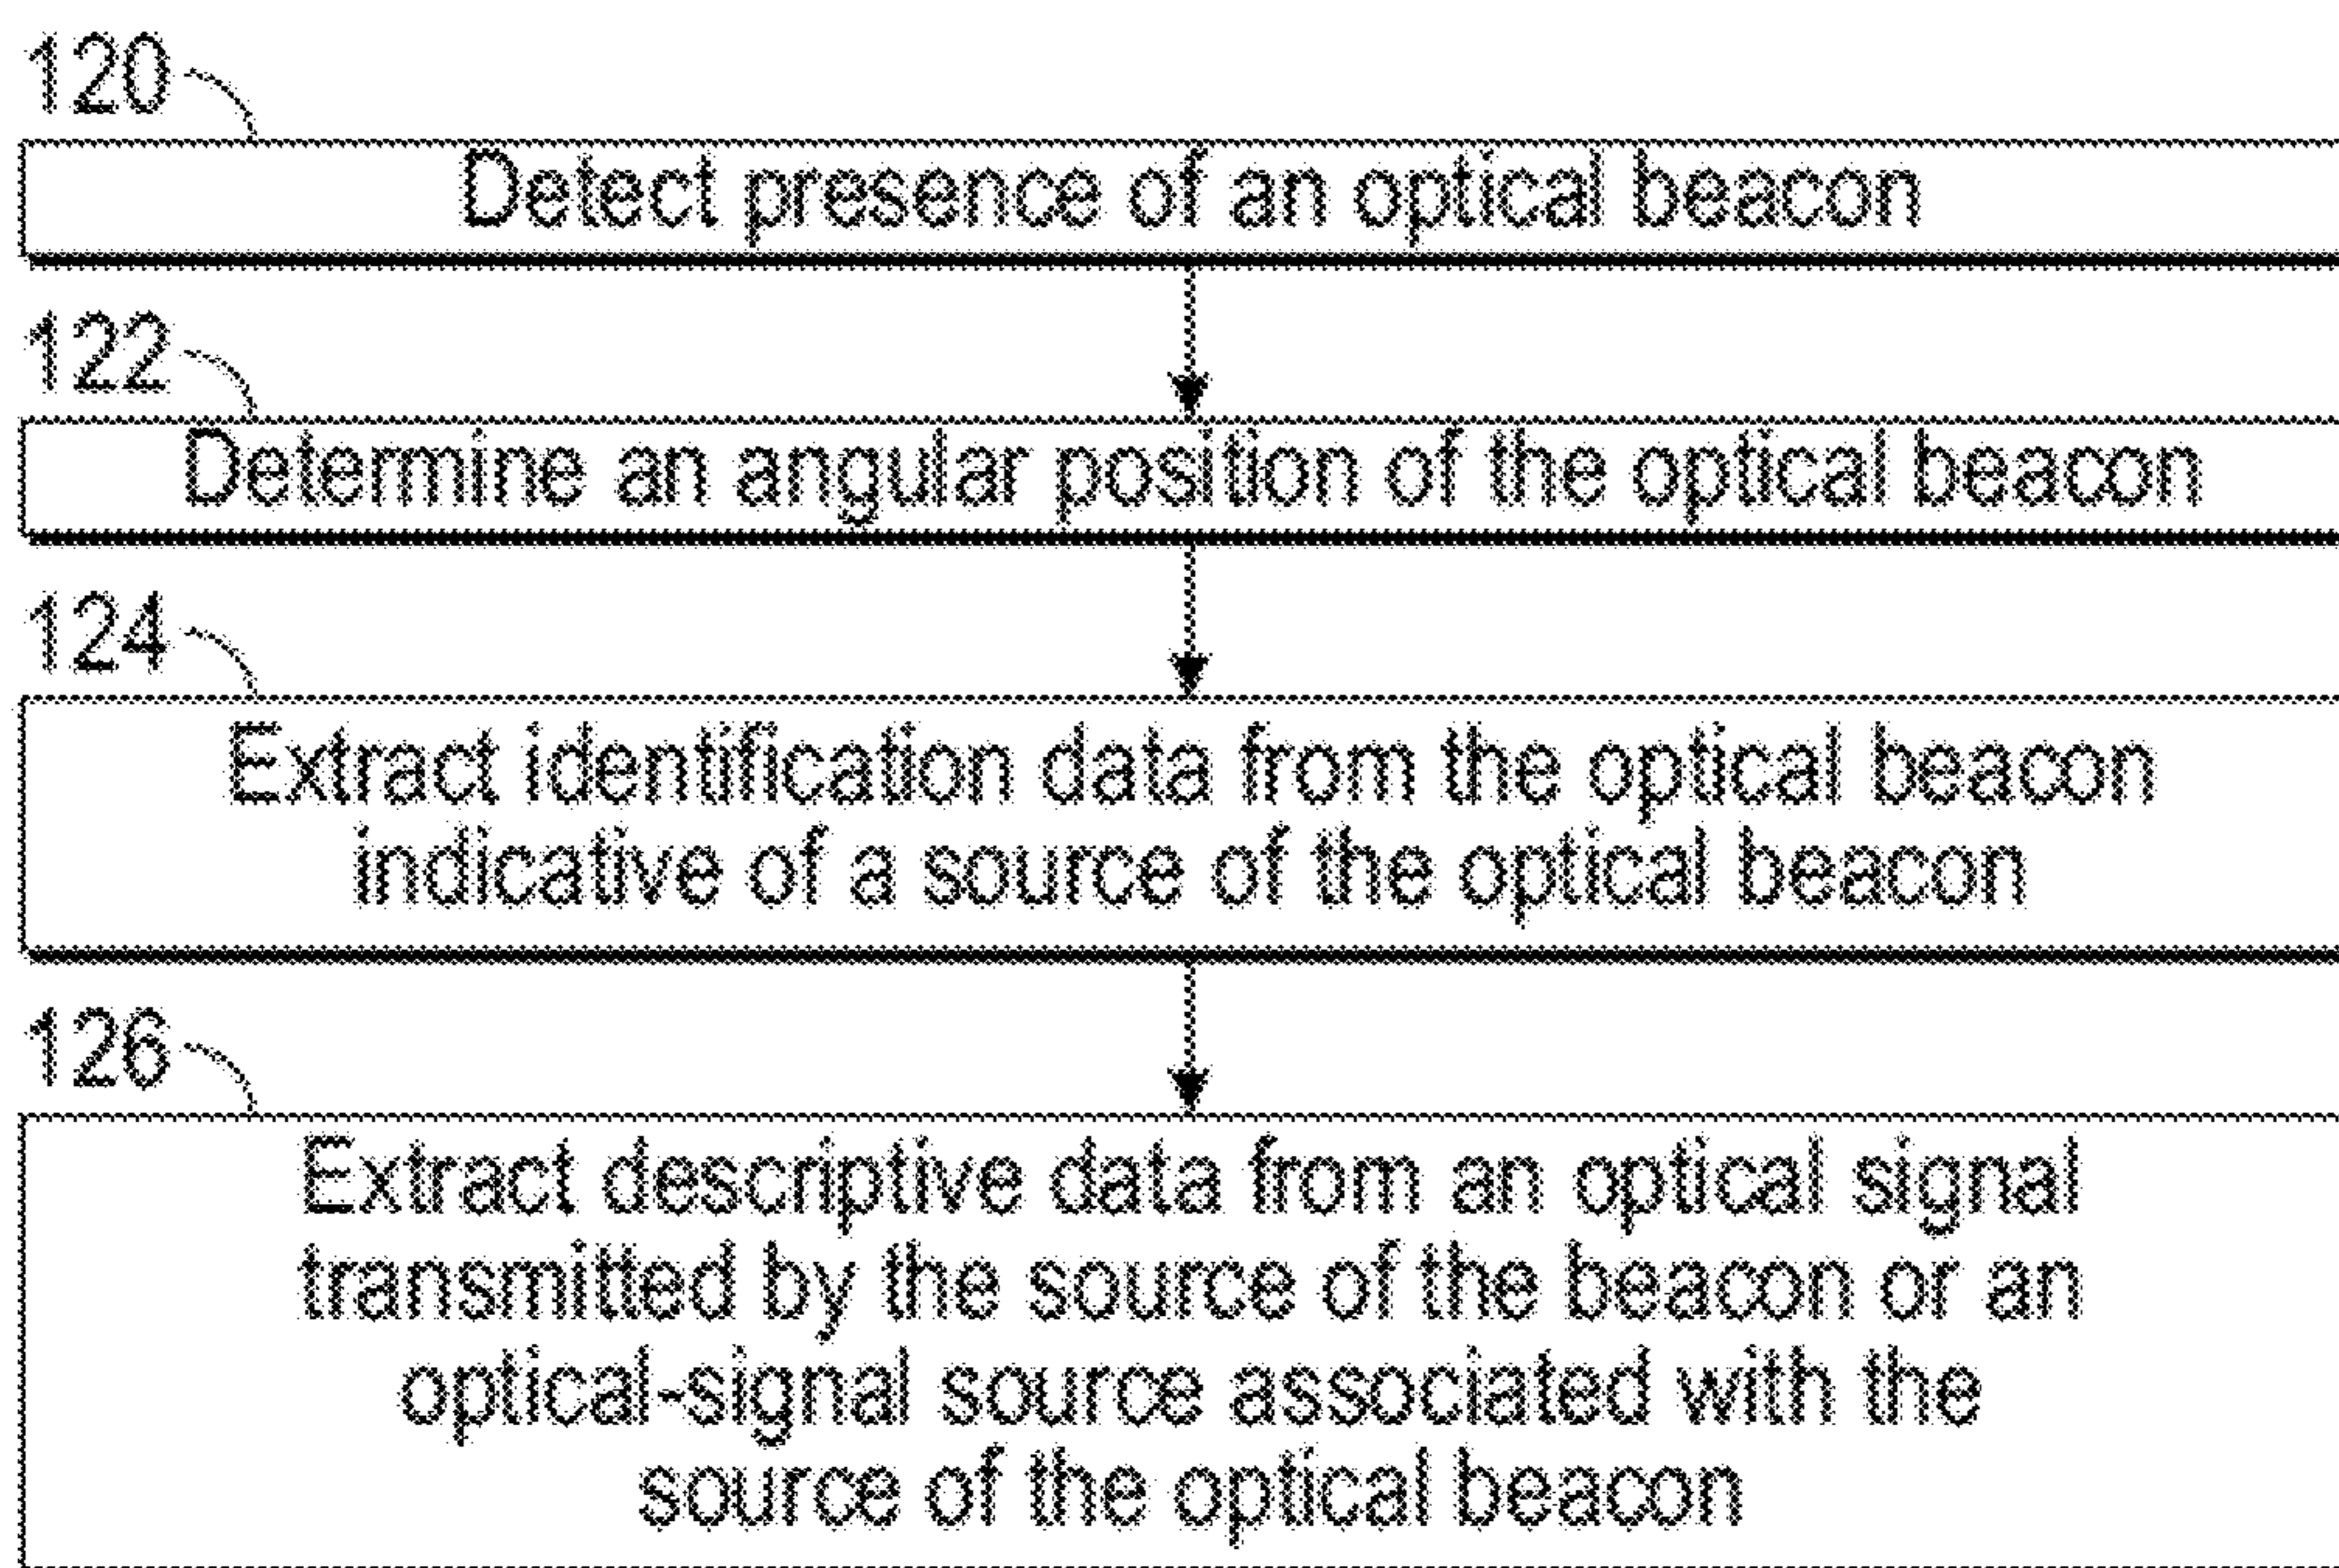 120
Detect presence of an optical beacon
122
Determine an angular position of the optical beacon
124
Extract identification data from the optical beacon
indicative of a source of the optical beacon
126
Extract descriptive data from an optical signal
transmitted by the source of the beacon or an
optical-signal source associated with the
source of the optical beacon